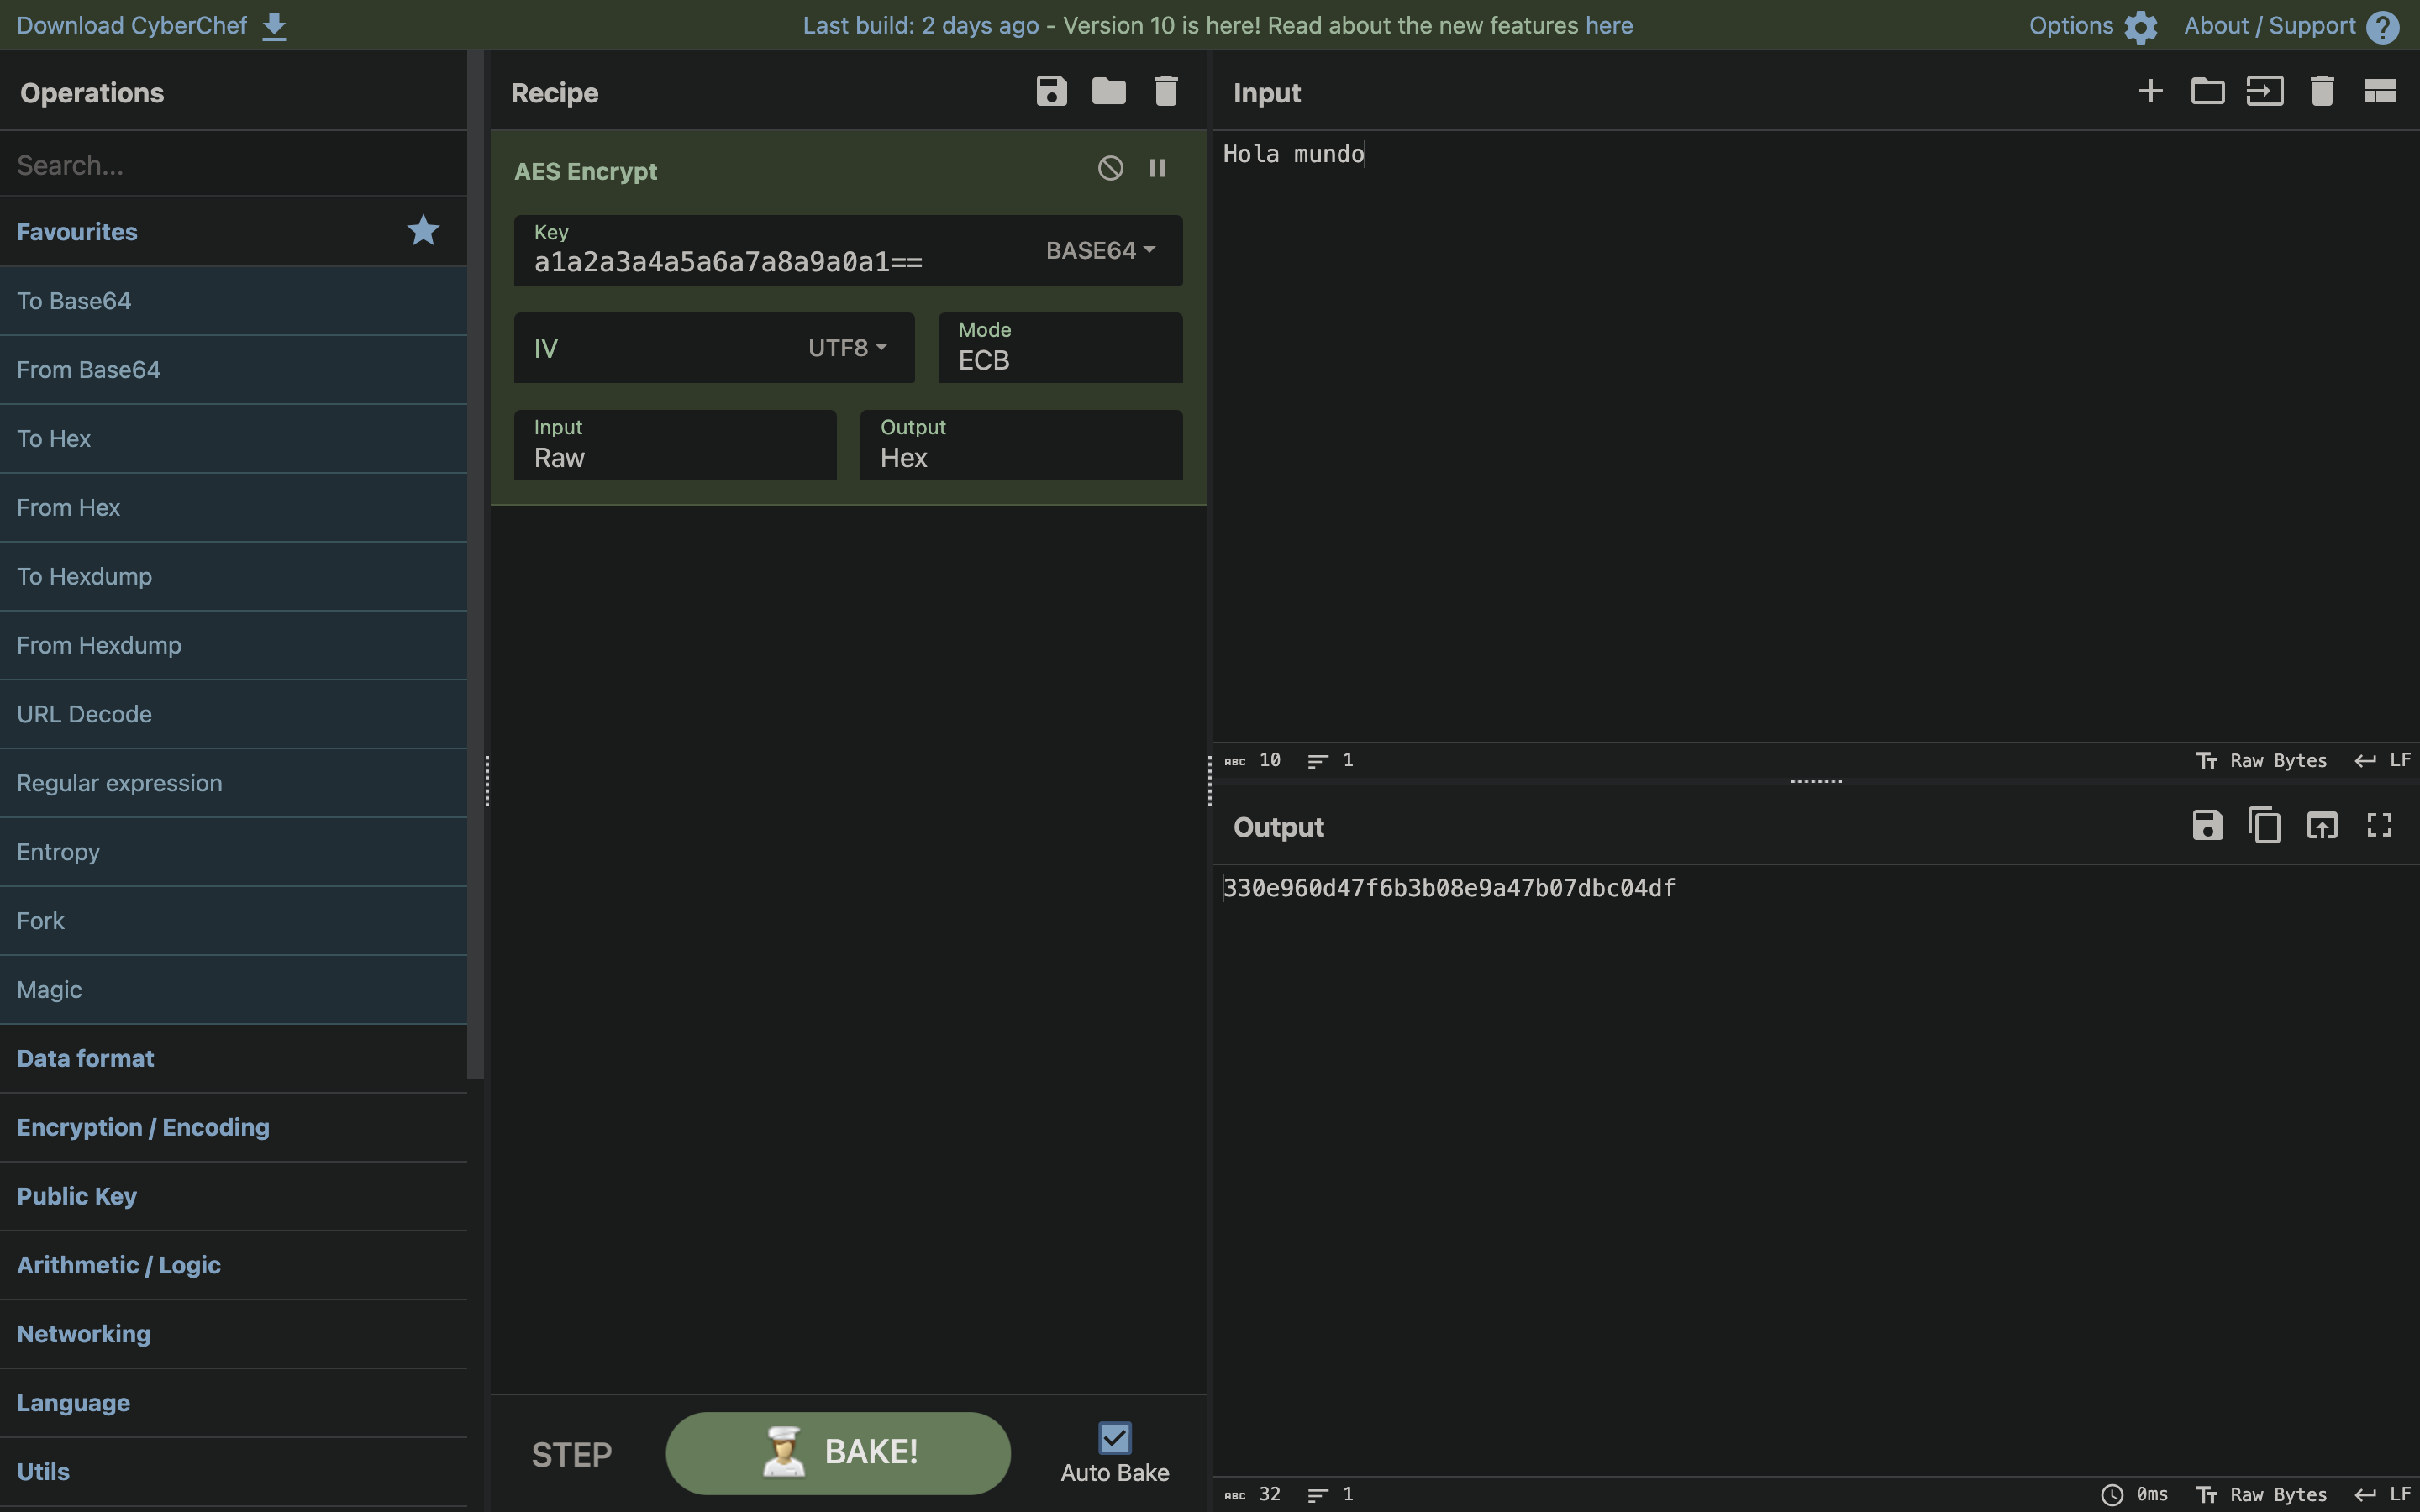 Download CyberChef
Last build: 2 days ago - Version 10 is here! Read about the new features here
Options
About / Support
Operations
Search...
Favourites
To Base64
From Base64
To Hex
From Hex
To Hexdump
From Hexdump
URL Decode
Regular expression
Entropy
Fork
Magic
Data format
Encryption / Encoding
Public Key
Arithmetic / Logic
Networking
Language
Utils
Recipe
AES Encrypt
Key
a1a2a3a4a5a6a7a8a9a0a1==
BASE64
IV
UTF8
Mode
ECB
Input
Raw
Output
Hex
STEP
BAKE!
Auto Bake
Input
Hola mundo
ABC 10 1
Tr Raw Bytes LF
Output
330e960d47f6b3b08e9a47b07dbc04df
ABC 32 1
0ms Tr Raw Bytes LF